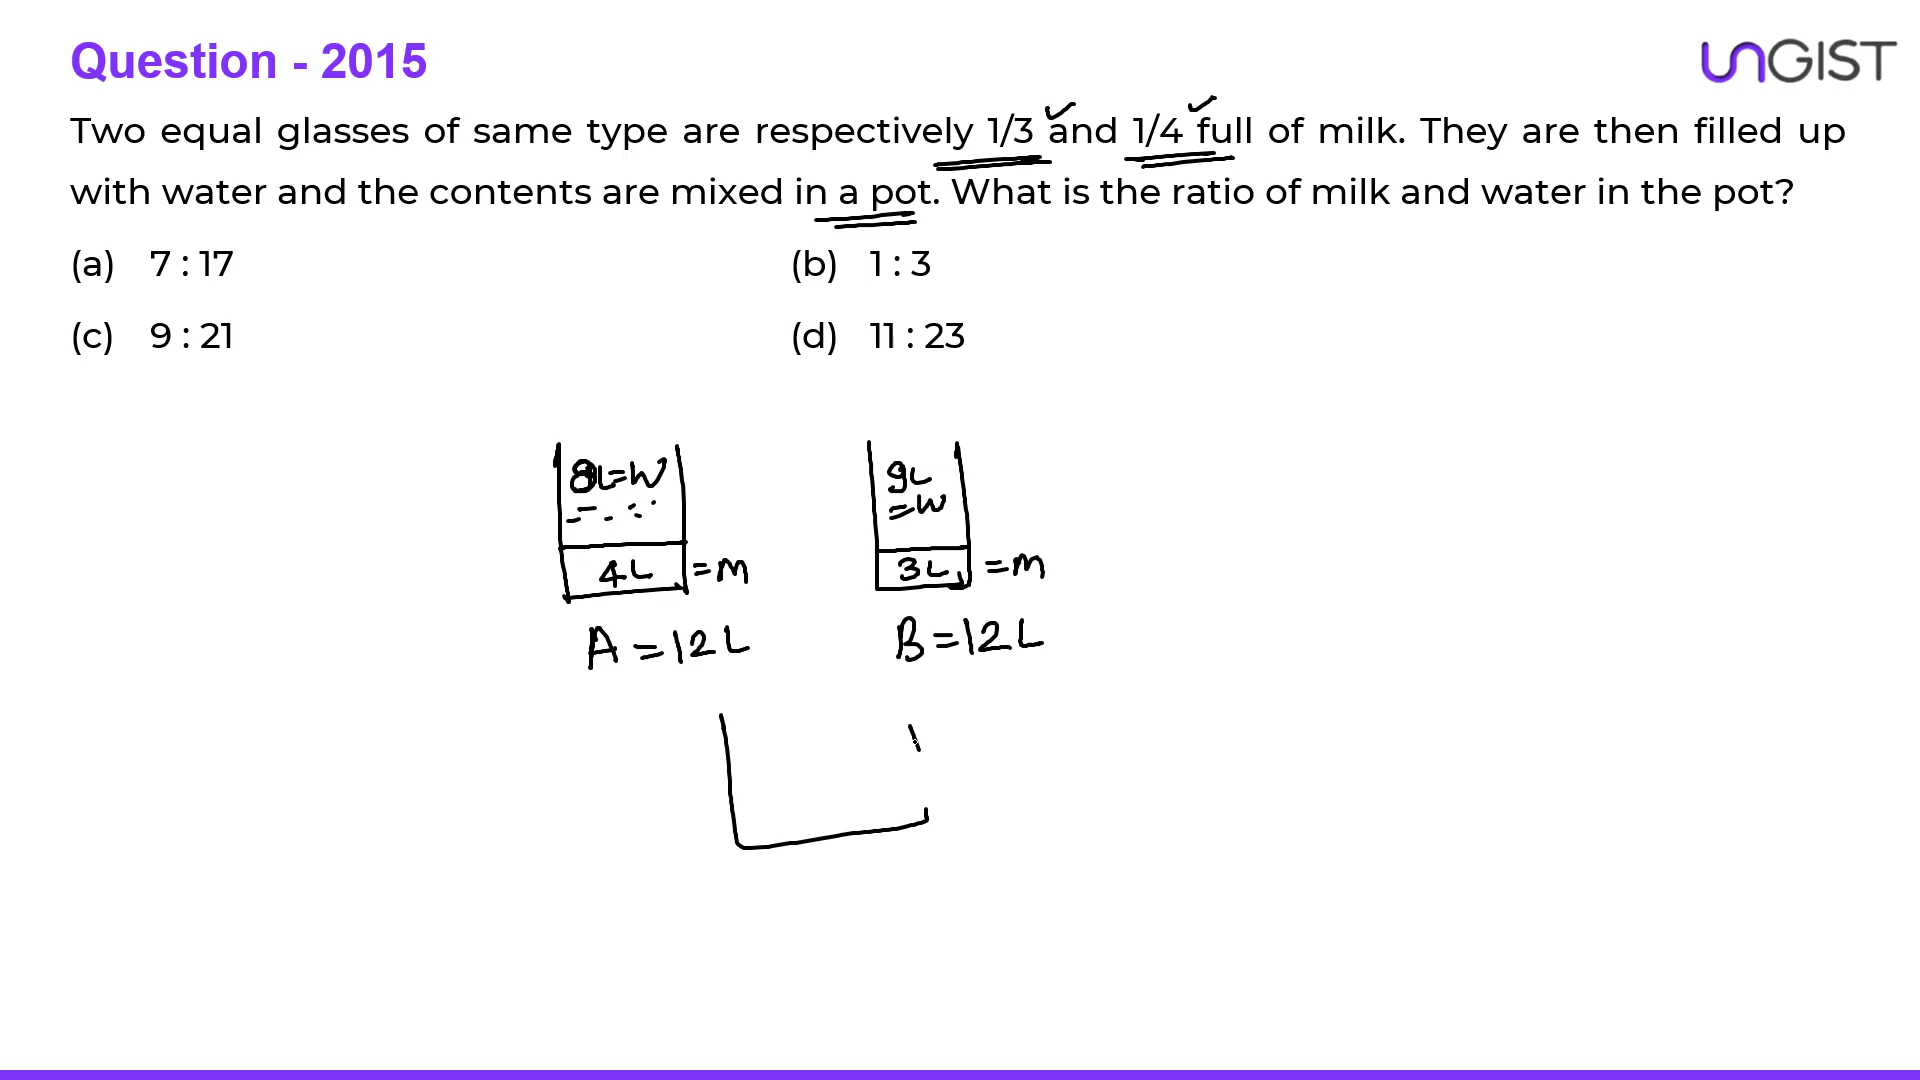 Question - 2015
UNGIST
Two equal glasses of same type are respectively 1/3 and 1/4 full of milk. They are then filled up
with water and the contents are mixed in a pot. What is the ratio of milk and water in the pot?
(a) 7 : 17 (b) 1 : 3
(c) 9 : 21 (d) 11 : 23
8L=W 9L
=W
4L =m 3L =m
A=12L B=12L